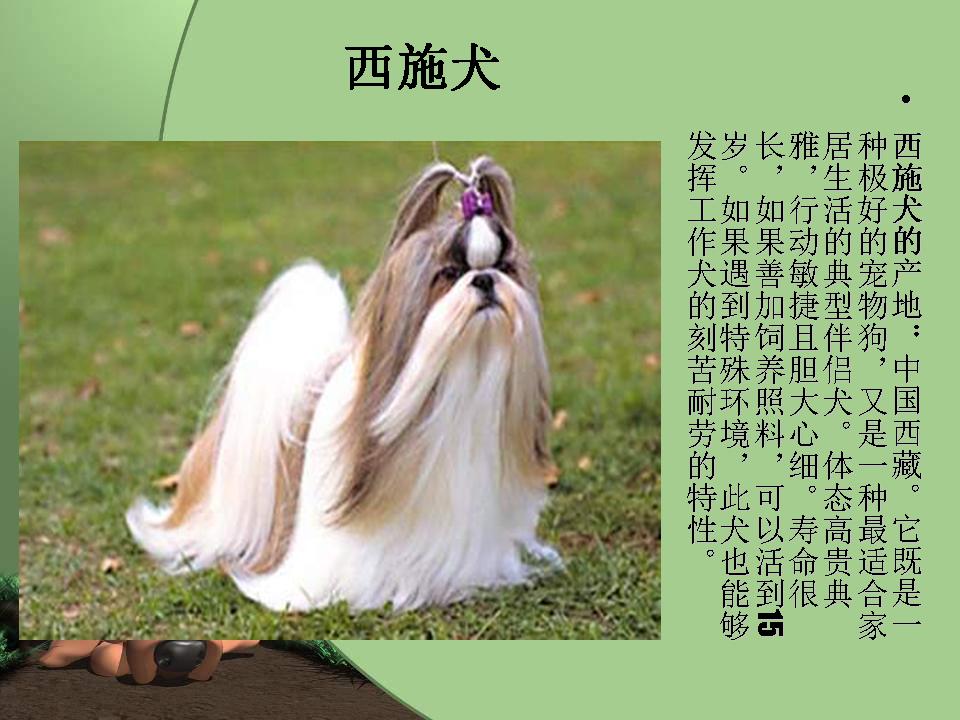 西施犬
• 西施犬的产地：中国西藏。它既是一
种极好的宠物狗，又是一种最适合家
居生活的典型伴侣犬。体态高贵典
雅，行动敏捷且胆大心细。寿命很
长，如果善加饲养照料，可以活到15
岁。如果遇到特殊环境，此犬也能够
发挥工作犬的刻苦耐劳的特性。